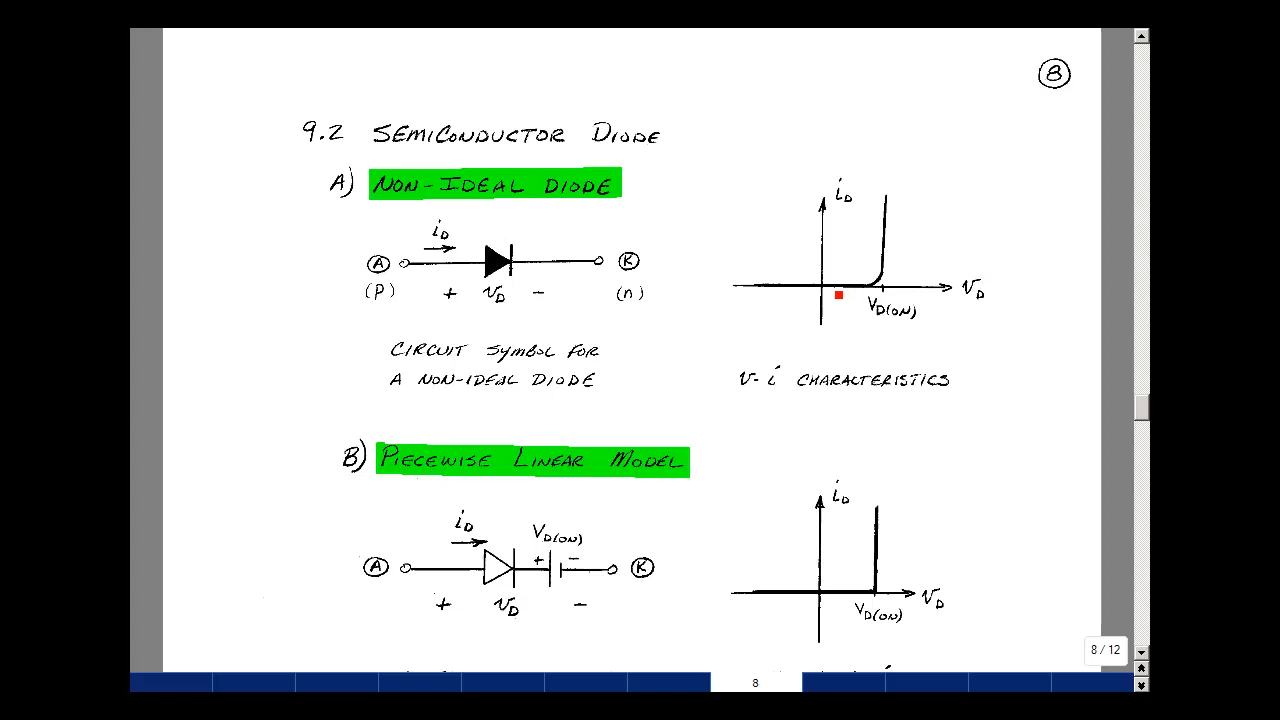 8
9.2 SEMICONDUCTOR DIODE
A) NON-IDEAL DIODE
iD
A
K
(P)
+ VD -
(n)
iD
VD
VD(ON)
CIRCUIT SYMBOL FOR
A NON-IDEAL DIODE
V-i CHARACTERISTICS
B) PIECEWISE LINEAR MODEL
iD
VD(ON)
+ -
A
K
+ VD -
iD
VD
VD(ON)
8 / 12
8